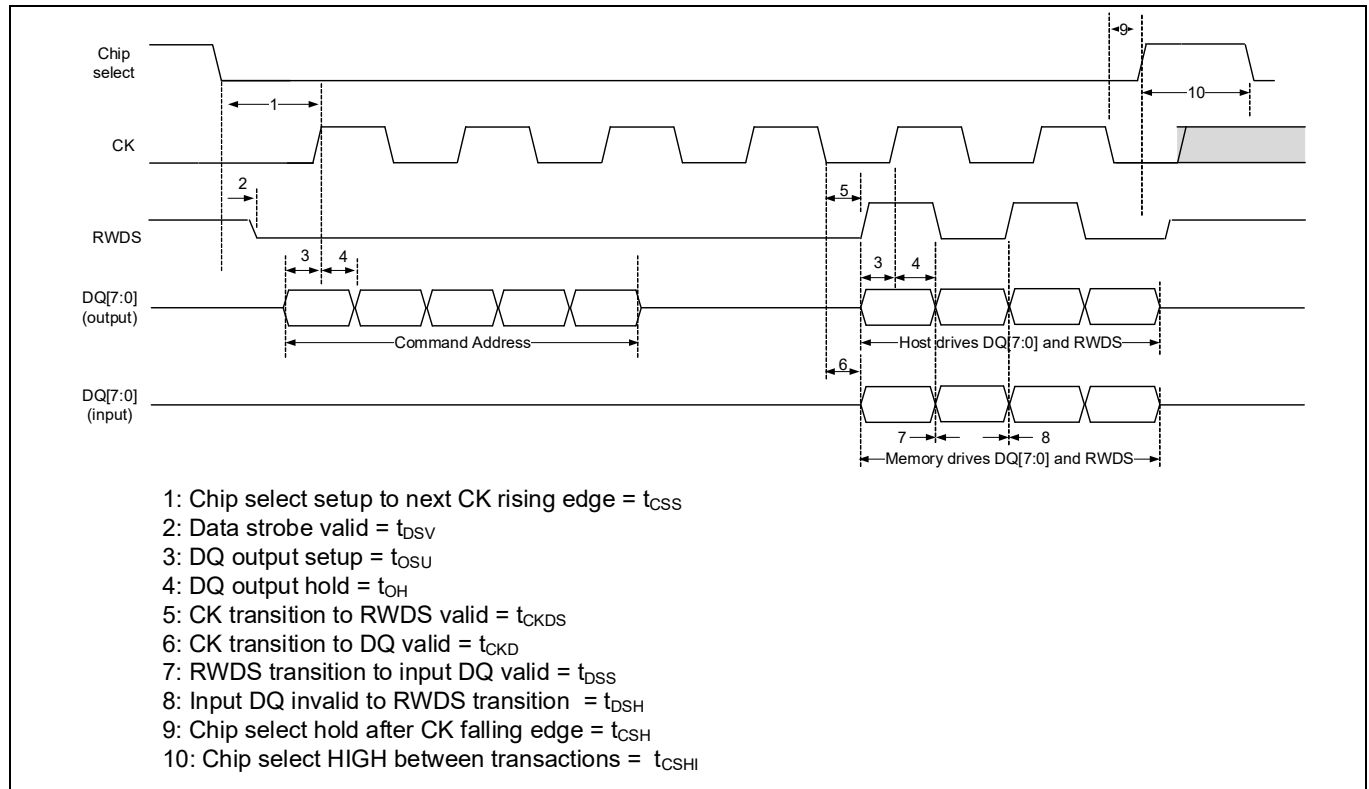 Chip
select
9
10
1
CK
2
5
RWDS
3 4
3 4
DQ[7:0]
(output)
Command Address
Host drives DQ[7:0] and RWDS
6
DQ[7:0]
(input)
7 8
Memory drives DQ[7:0] and RWDS
1: Chip select setup to next CK rising edge = tCSS
2: Data strobe valid = tDSV
3: DQ output setup = tOSU
4: DQ output hold = tOH
5: CK transition to RWDS valid = tCKDS
6: CK transition to DQ valid = tCKD
7: RWDS transition to input DQ valid = tDSS
8: Input DQ invalid to RWDS transition = tDSH
9: Chip select hold after CK falling edge = tCSH
10: Chip select HIGH between transactions = tCSHI